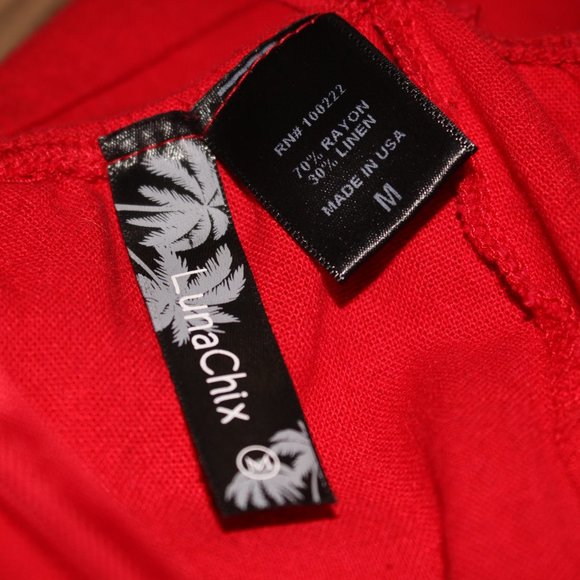 RN# 100222
70% RAYON
30% LINEN
MADE IN USA
M
LunaChix
M